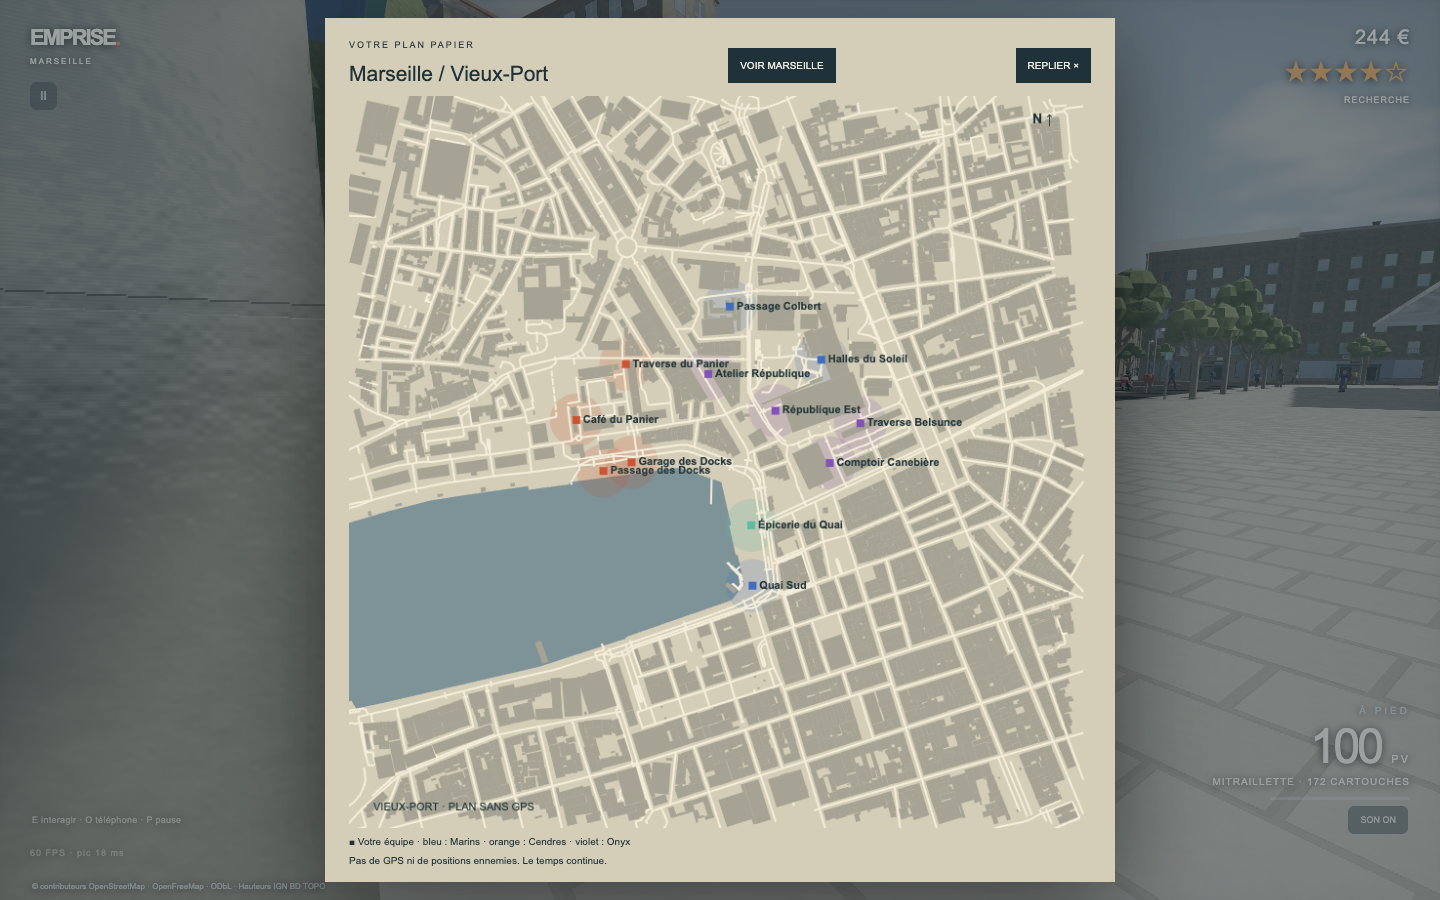 EMPRISE.
MARSEILLE
II
VOTRE PLAN PAPIER
Marseille / Vieux-Port
VOIR MARSEILLE
REPLIER ×
244 €
★★★★☆
RECHERCHE
N ↑
Passage Colbert
Halles du Soleil
Traverse du Panier
Atelier République
République Est
Café du Panier
Traverse Belsunce
Garage des Docks
Passage des Docks
Comptoir Canebière
Épicerie du Quai
Quai Sud
VIEUX-PORT · PLAN SANS GPS
■ Votre équipe · bleu : Marins · orange : Cendres · violet : Onyx
Pas de GPS ni de positions ennemies. Le temps continue.
À PIED
100 PV
MITRAILLETTE · 172 CARTOUCHES
SON ON
E interagir · O téléphone · P pause
60 FPS · pic 18 ms
© contributeurs OpenStreetMap · OpenFreeMap · ODbL · Hauteurs IGN BD TOPO